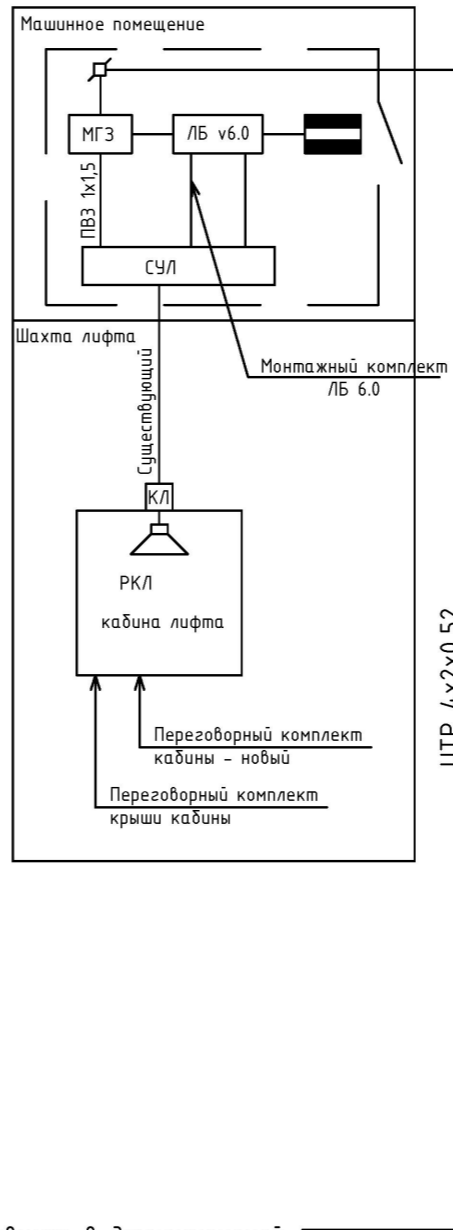 Машинное помещение
МГЗ
ЛБ v6.0
ПВЗ 1х1,5
СУЛ
Шахта лифта
Существующий
Монтажный комплект
ЛБ 6.0
КЛ
РКЛ
кабина лифта
Переговорный комплект
кабины – новый
Переговорный комплект
крыши кабины
UTP 4x2x0,52